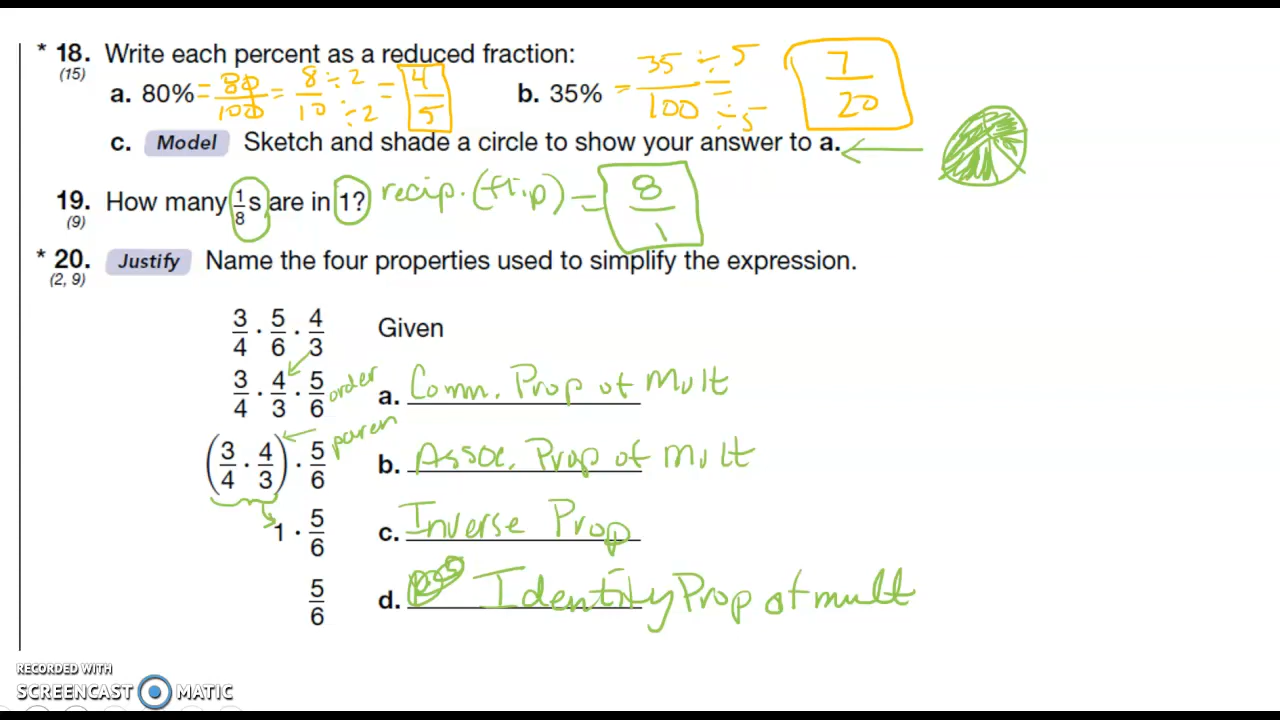 * 18. Write each percent as a reduced fraction:
(15)
a. 80% = 80/100 = 8÷2/10÷2 = 4/5 b. 35% = 35÷5/100÷5 = 7/20
c. Model Sketch and shade a circle to show your answer to a.
19. How many 1/8s are in 1? recip. (flip) = 8/1
(9)
* 20. Justify Name the four properties used to simplify the expression.
(2, 9)
3/4 · 5/6 · 4/3 Given
3/4 · 4/3 · 5/6 order a. Comm. Prop of Mult
(3/4 · 4/3) · 5/6 paren b. Assoc. Prop of Mult
1 · 5/6 c. Inverse Prop
5/6 d. Identity Prop of mult
RECORDED WITH
SCREENCAST MATIC